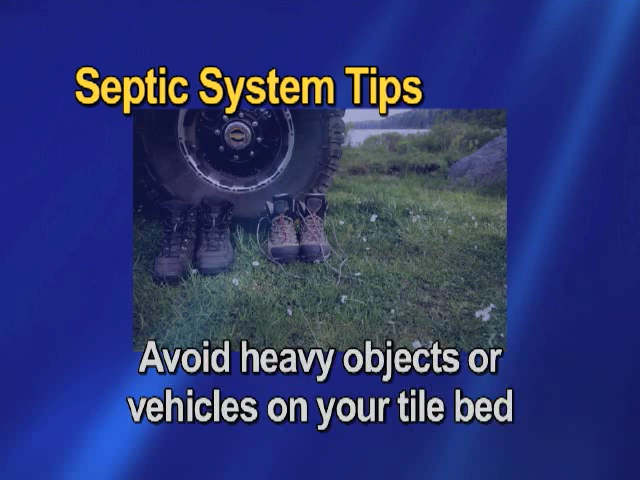 Septic System Tips
Avoid heavy objects or
vehicles on your tile bed